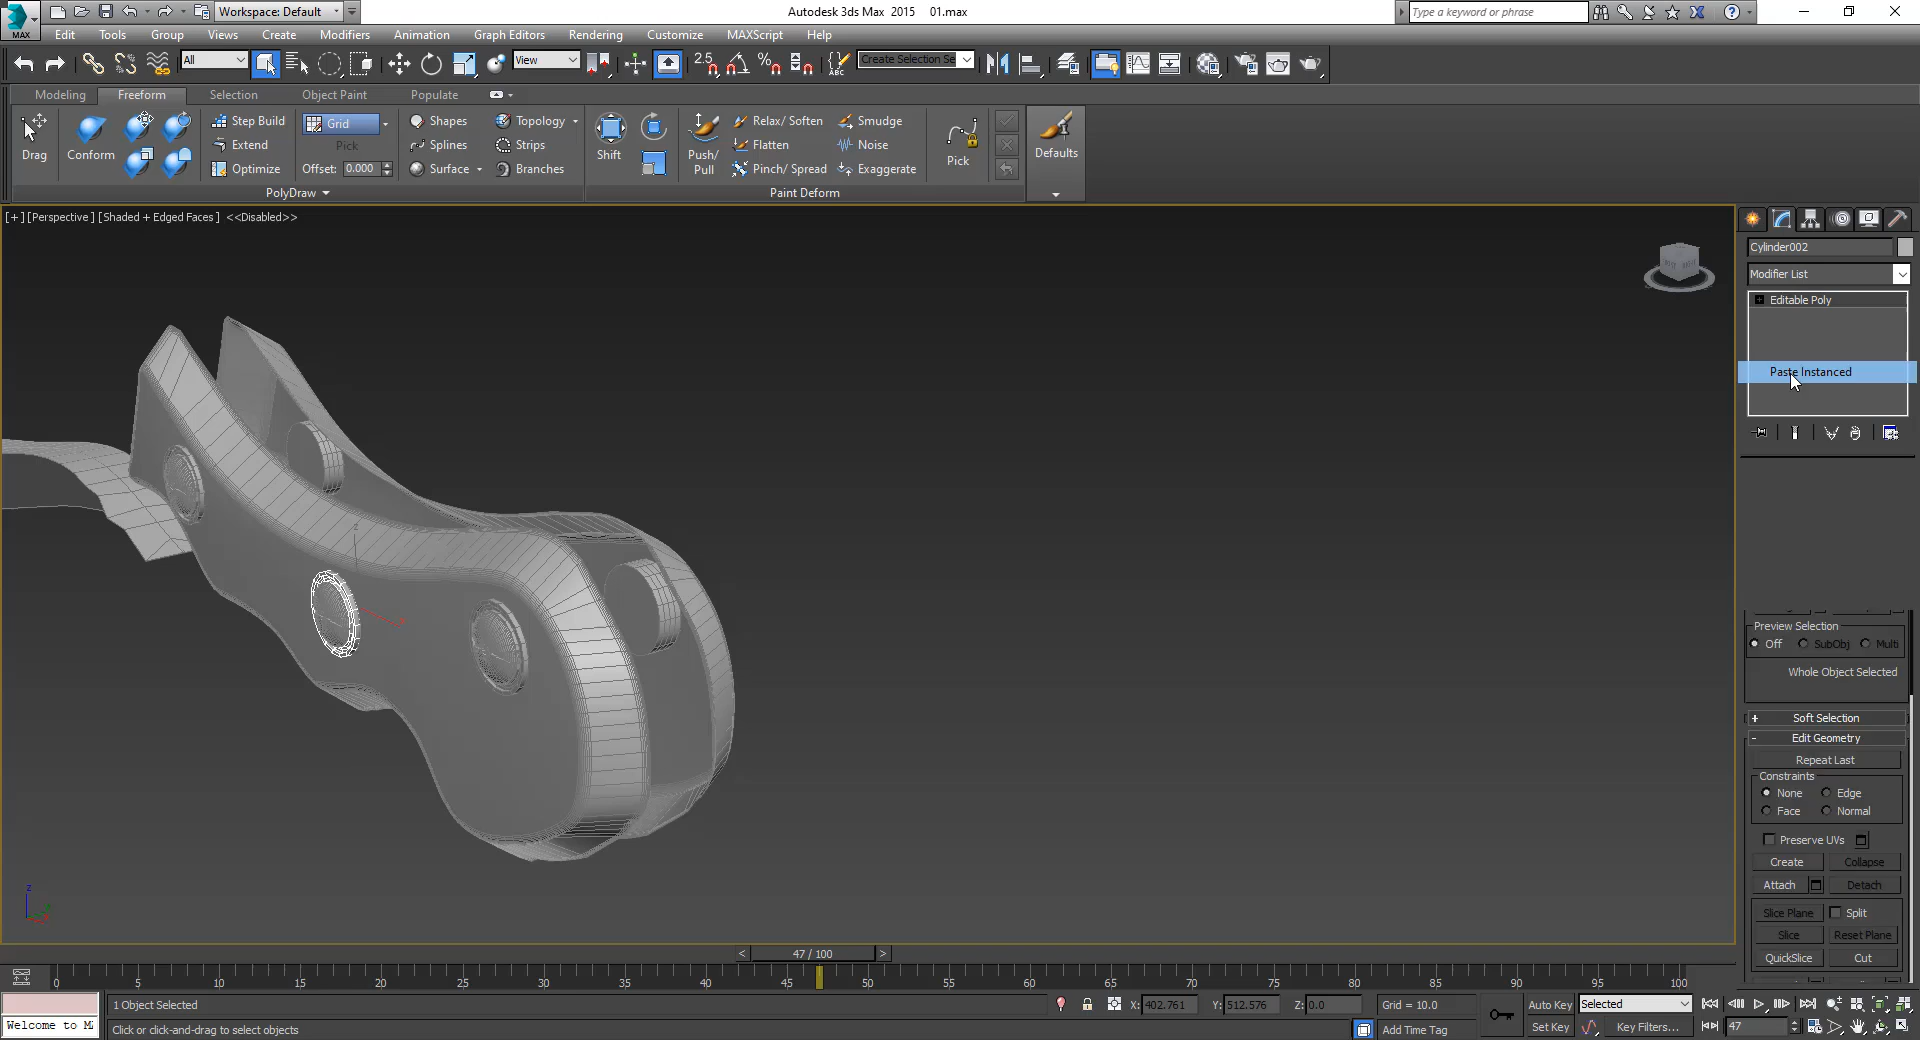 Workspace: Default
Autodesk 3ds Max 2015 01.max
Type a keyword or phrase
MAX
Edit Tools Group Views Create Modifiers Animation Graph Editors Rendering Customize MAXScript Help
All
View
2.5
Create Selection Se
ABC
Modeling Freeform Selection Object Paint Populate
Drag
Conform
Step Build
Extend
Optimize
Grid
Pick
Offset: 0.000
Shapes
Splines
Surface
Topology
Strips
Branches
PolyDraw
Shift
Push/
Pull
Relax/ Soften
Flatten
Pinch/ Spread
Smudge
Noise
Exaggerate
Pick
Defaults
Paint Deform
[+][Perspective][Shaded + Edged Faces] <<Disabled>>
Cylinder002
Modifier List
Editable Poly
Paste Instanced
Preview Selection
Off SubObj Multi
Whole Object Selected
+ Soft Selection
- Edit Geometry
Repeat Last
Constraints
None Edge
Face Normal
Preserve UVs
Create Collapse
Attach Detach
Slice Plane Split
Slice Reset Plane
QuickSlice Cut
z
z
< 47 / 100 >
0 5 10 15 20 25 30 35 40 45 50 55 60 65 70 75 80 85 90 95 100
1 Object Selected
X: 402.761 Y: 512.576 Z: 0.0 Grid = 10.0
Auto Key Selected
Welcome to M
Click or click-and-drag to select objects
Add Time Tag
Set Key Key Filters... 47